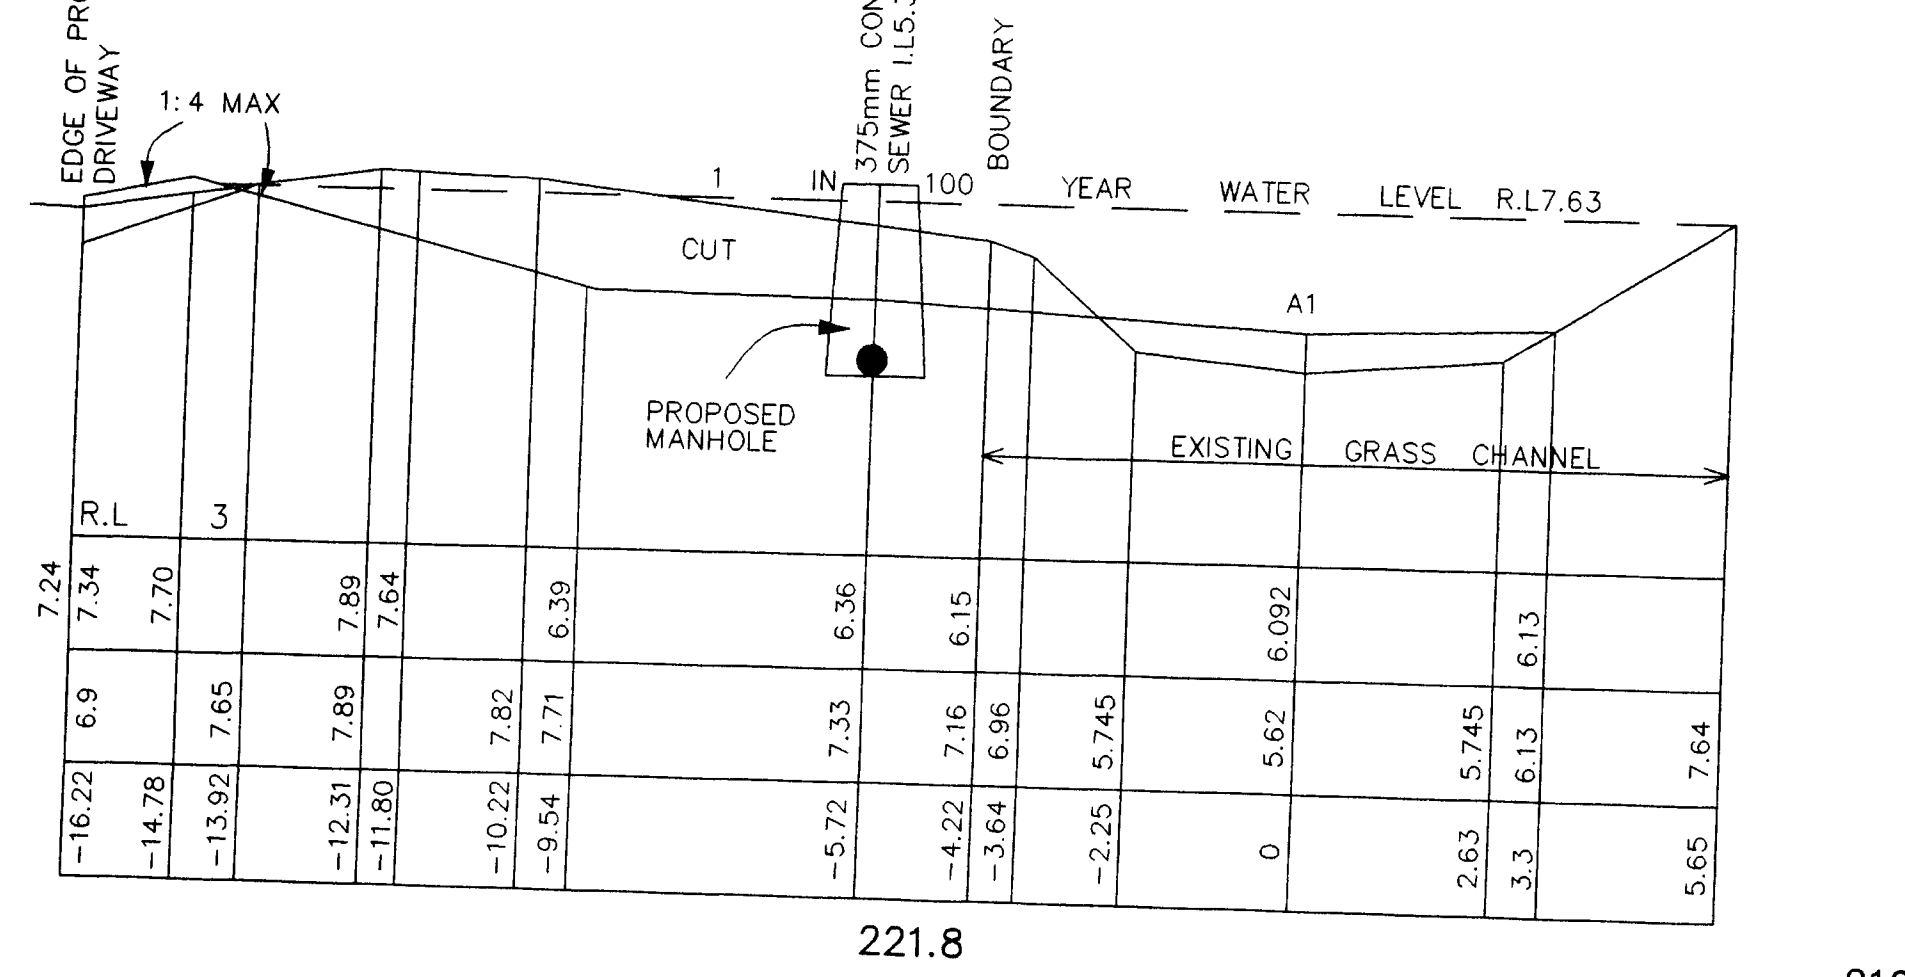 EDGE OF
DRIVEWAY
1:4 MAX
375mm
SEWER I.L5.
BOUNDARY
1 IN 100 YEAR WATER LEVEL R.L7.63
CUT
A1
PROPOSED
MANHOLE
EXISTING GRASS CHANNEL
R.L 3
7.24 7.34 7.70 7.89 7.64 6.39 6.36 6.15 6.092 6.13
6.9 7.65 7.89 7.82 7.71 7.33 7.16 6.96 5.745 5.62 5.745 6.13 7.64
-16.22 -14.78 -13.92 -12.31 -11.80 -10.22 -9.54 -5.72 -4.22 -3.64 -2.25 0 2.63 3.3 5.65
221.8